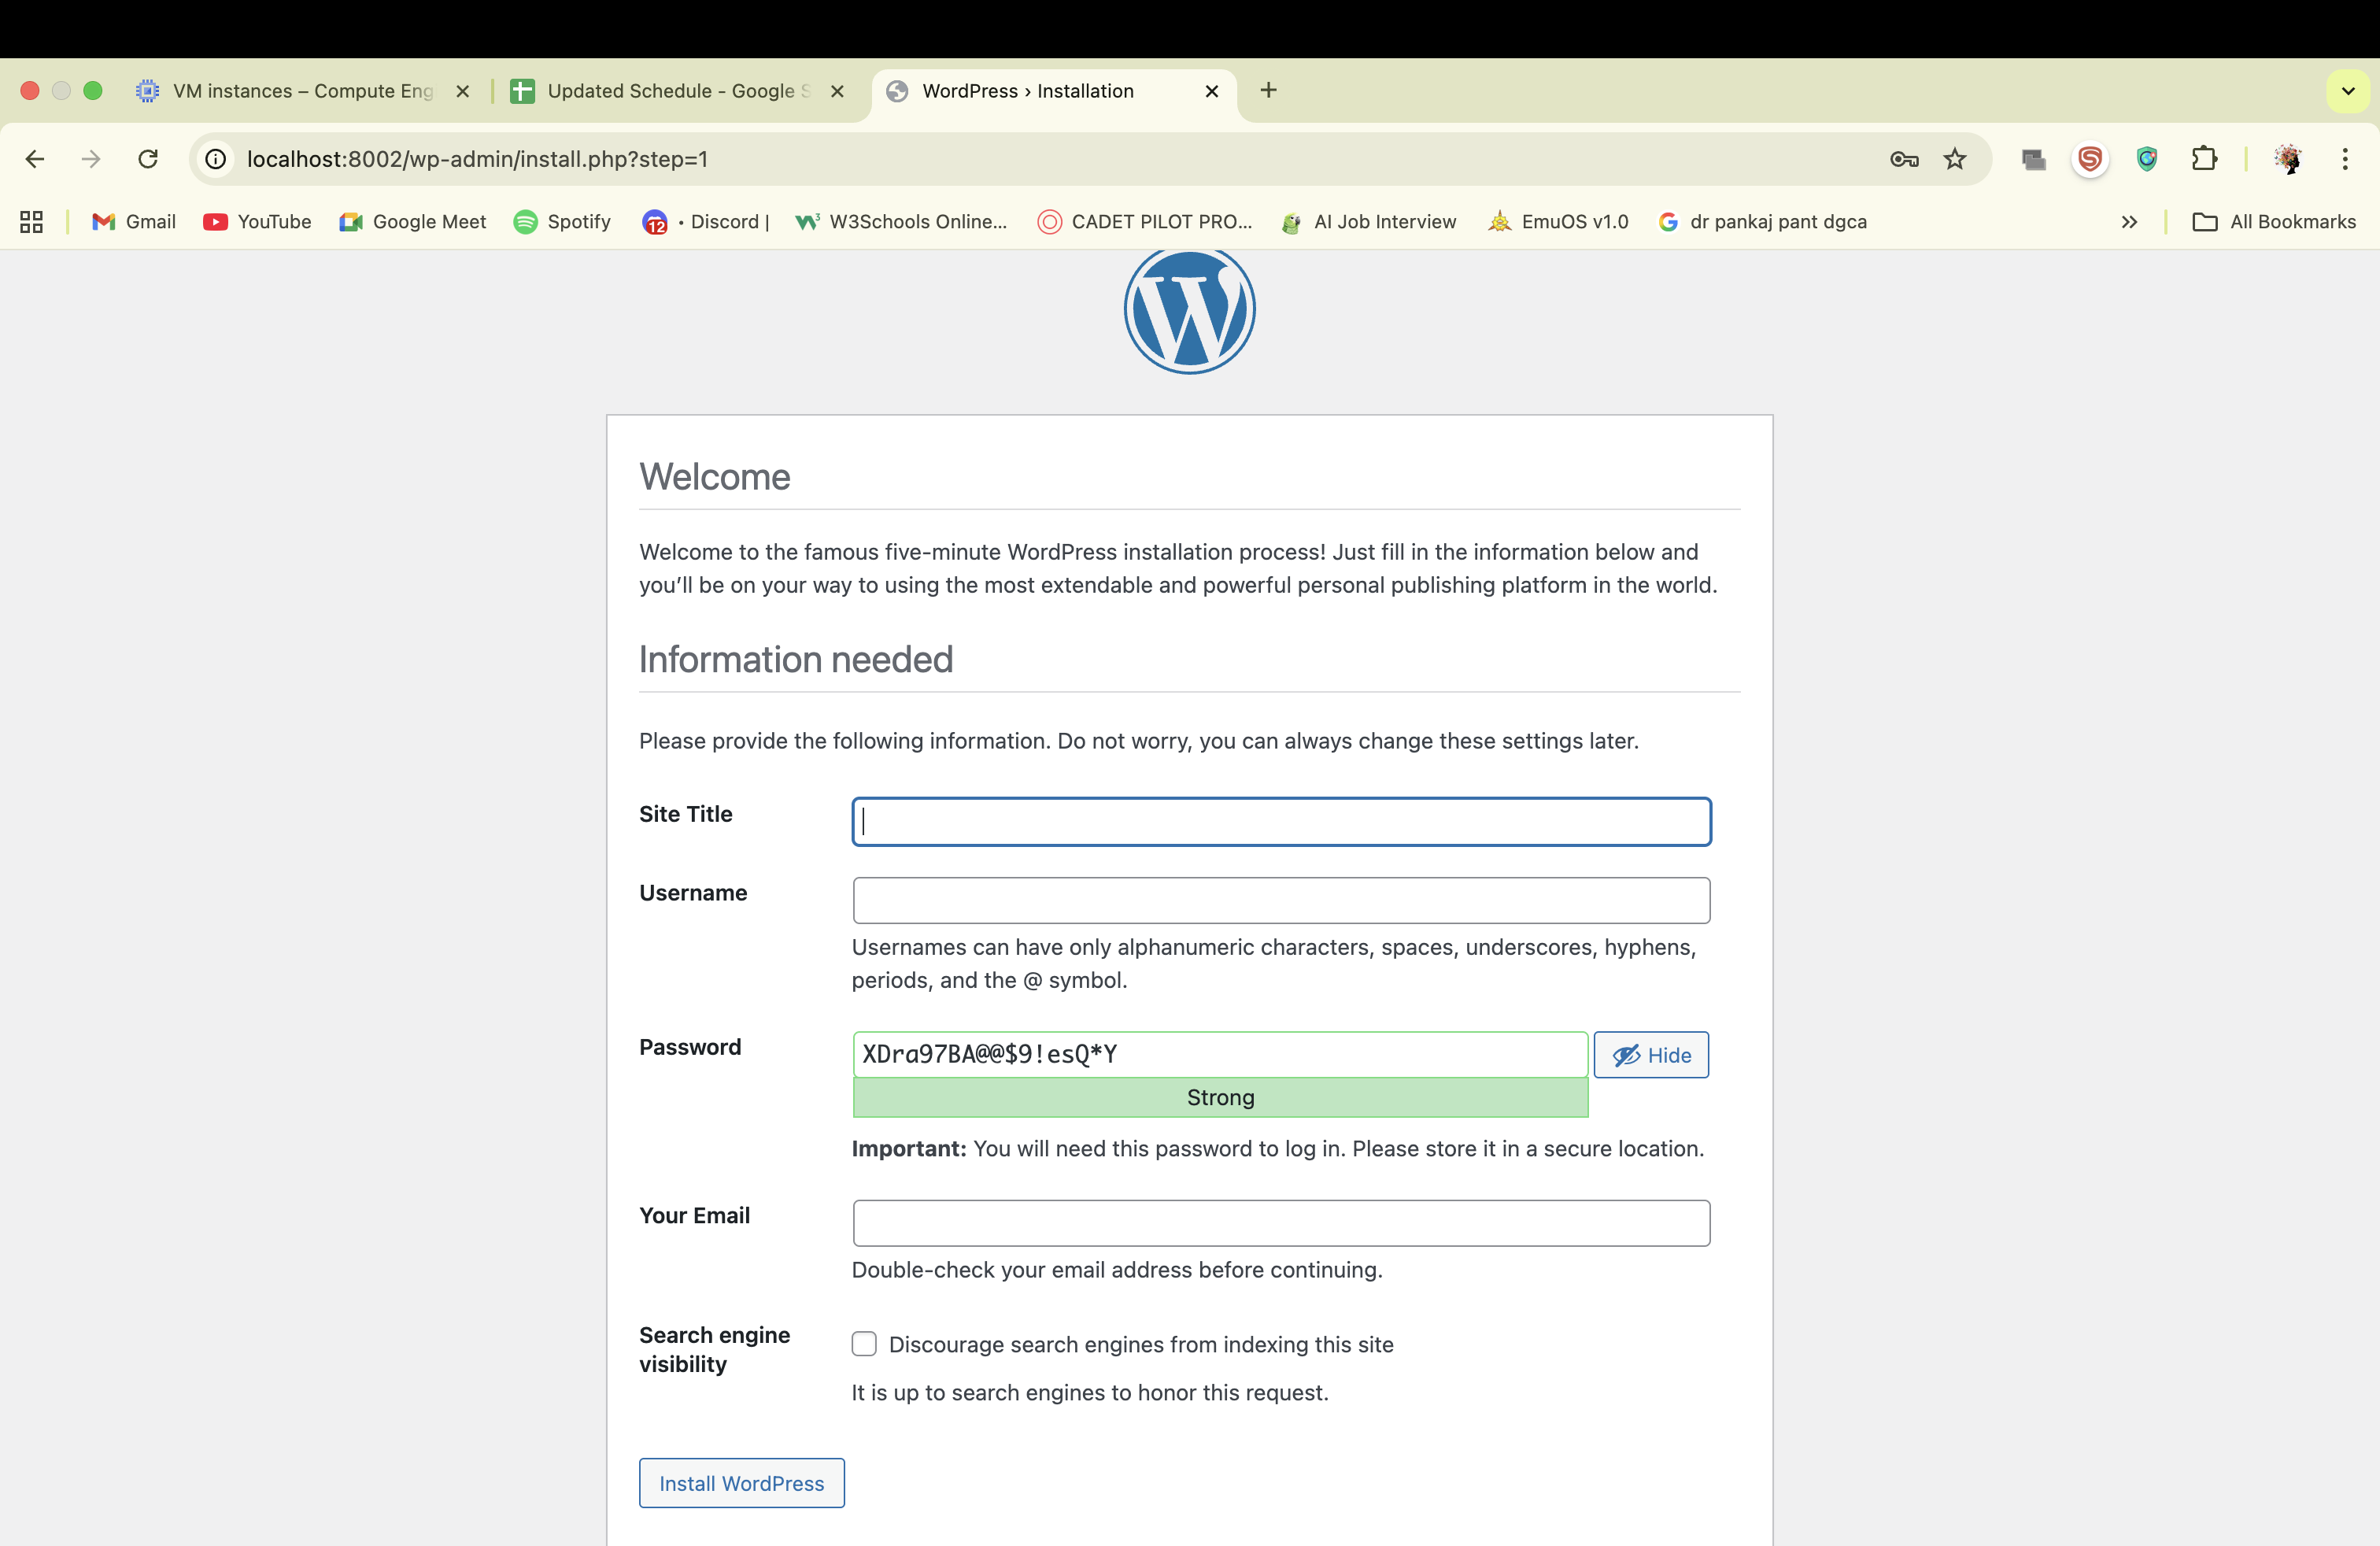 VM instances – Compute Eng
Updated Schedule - Google S
WordPress › Installation
localhost:8002/wp-admin/install.php?step=1
Gmail
YouTube
Google Meet
Spotify
12
• Discord |
W3Schools Online...
CADET PILOT PRO...
AI Job Interview
EmuOS v1.0
dr pankaj pant dgca
All Bookmarks
Welcome
Welcome to the famous five-minute WordPress installation process! Just fill in the information below and
you’ll be on your way to using the most extendable and powerful personal publishing platform in the world.
Information needed
Please provide the following information. Do not worry, you can always change these settings later.
Site Title
Username
Usernames can have only alphanumeric characters, spaces, underscores, hyphens,
periods, and the @ symbol.
Password
XDra97BA@@$9!esQ*Y
Hide
Strong
Important: You will need this password to log in. Please store it in a secure location.
Your Email
Double-check your email address before continuing.
Search engine
visibility
Discourage search engines from indexing this site
It is up to search engines to honor this request.
Install WordPress